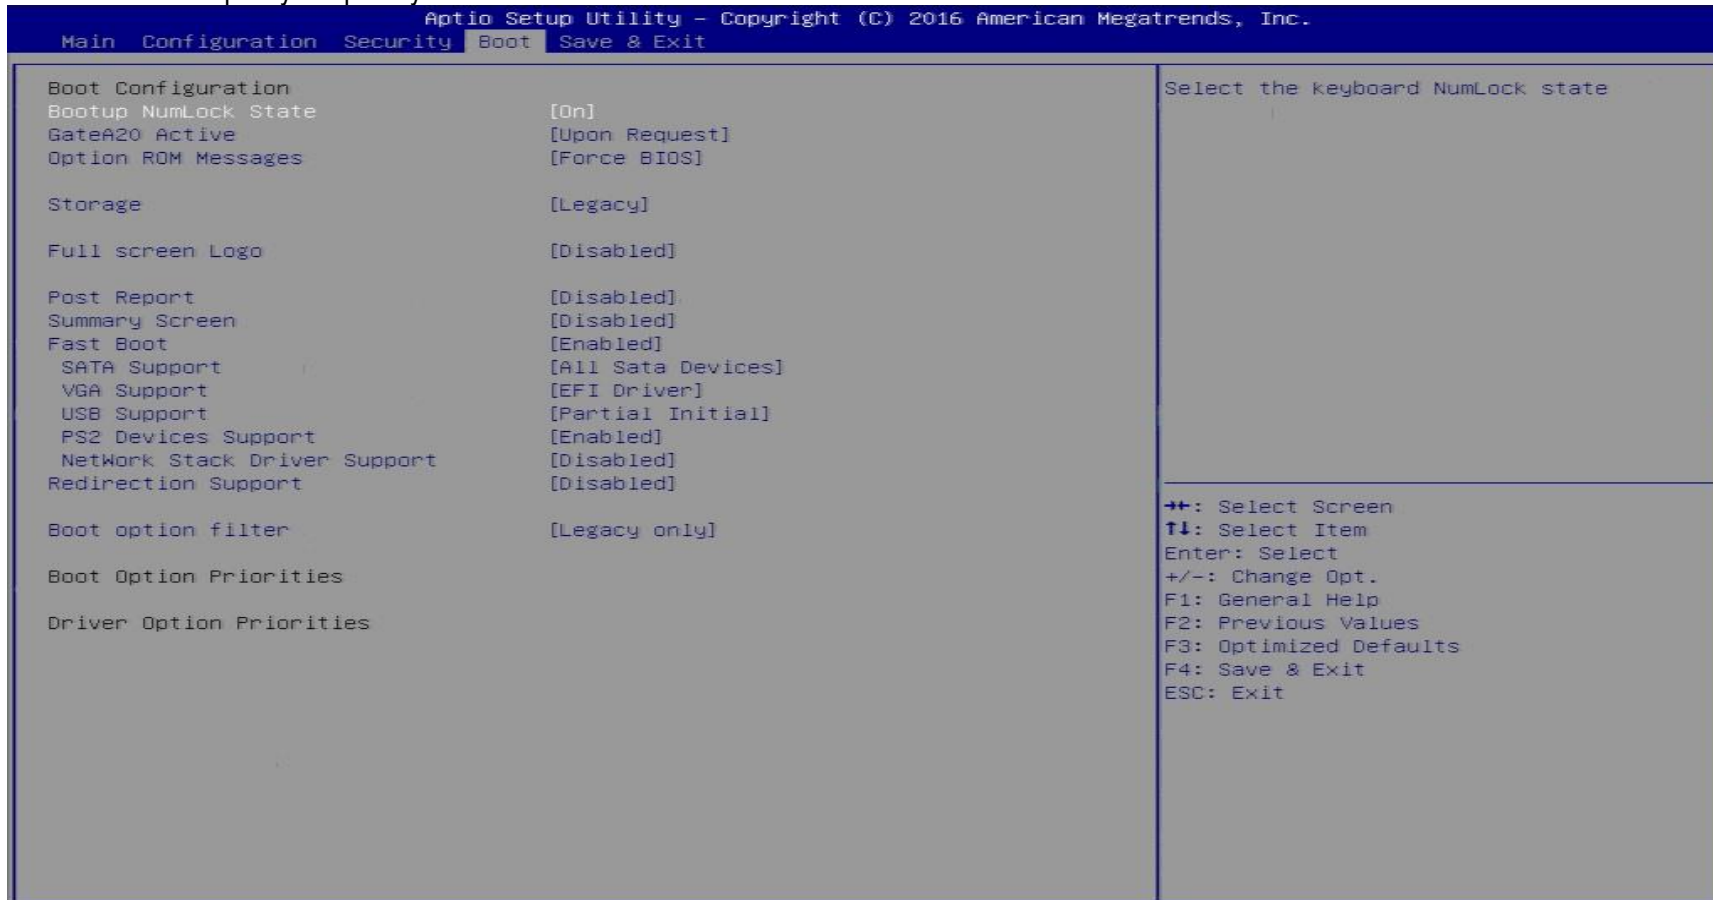 Aptio Setup Utility – Copyright (C) 2016 American Megatrends, Inc.
Main Configuration Security Boot Save & Exit
Boot Configuration
Bootup NumLock State [On]
GateA20 Active [Upon Request]
Option ROM Messages [Force BIOS]
Storage [Legacy]
Full screen Logo [Disabled]
Post Report [Disabled]
Summary Screen [Disabled]
Fast Boot [Enabled]
SATA Support [All Sata Devices]
VGA Support [EFI Driver]
USB Support [Partial Initial]
PS2 Devices Support [Enabled]
NetWork Stack Driver Support [Disabled]
Redirection Support [Disabled]
Boot option filter [Legacy only]
Boot Option Priorities
Driver Option Priorities
Select the keyboard NumLock state
→←: Select Screen
↑↓: Select Item
Enter: Select
+/-: Change Opt.
F1: General Help
F2: Previous Values
F3: Optimized Defaults
F4: Save & Exit
ESC: Exit